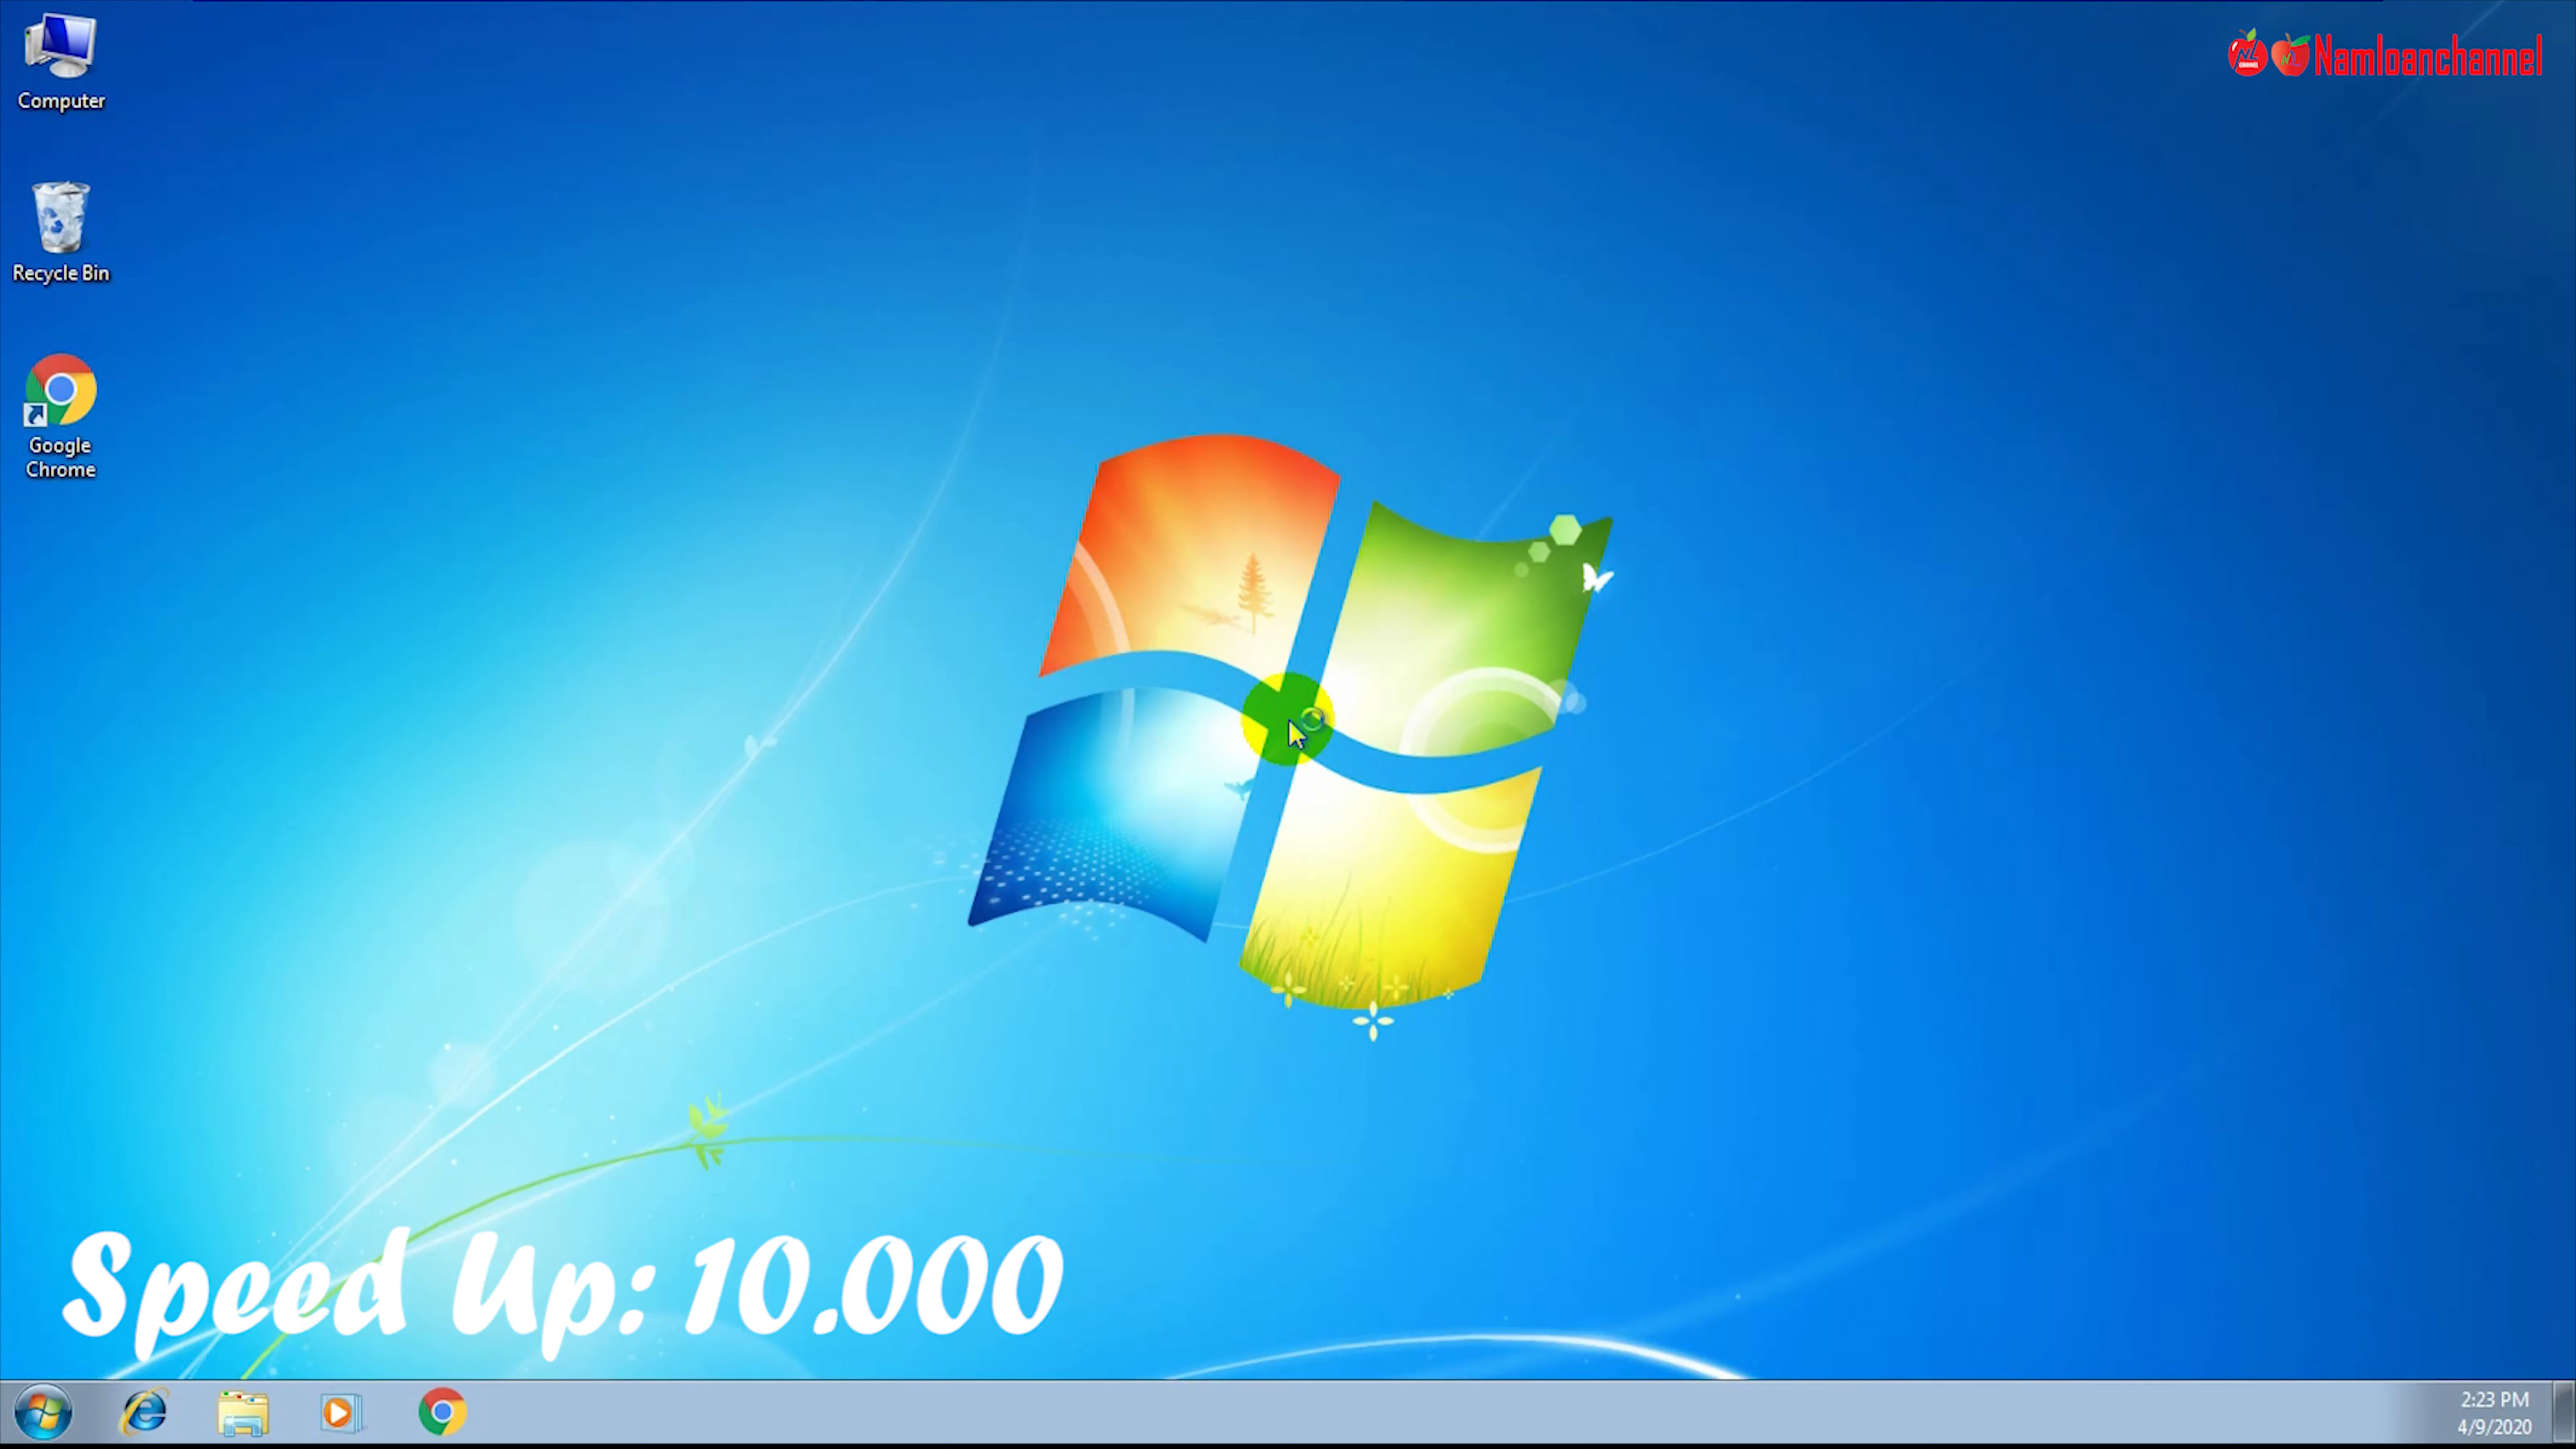 Computer
Namloanchannel
Recycle Bin
Google
Chrome
Speed Up: 10.000
2:23 PM
4/9/2020